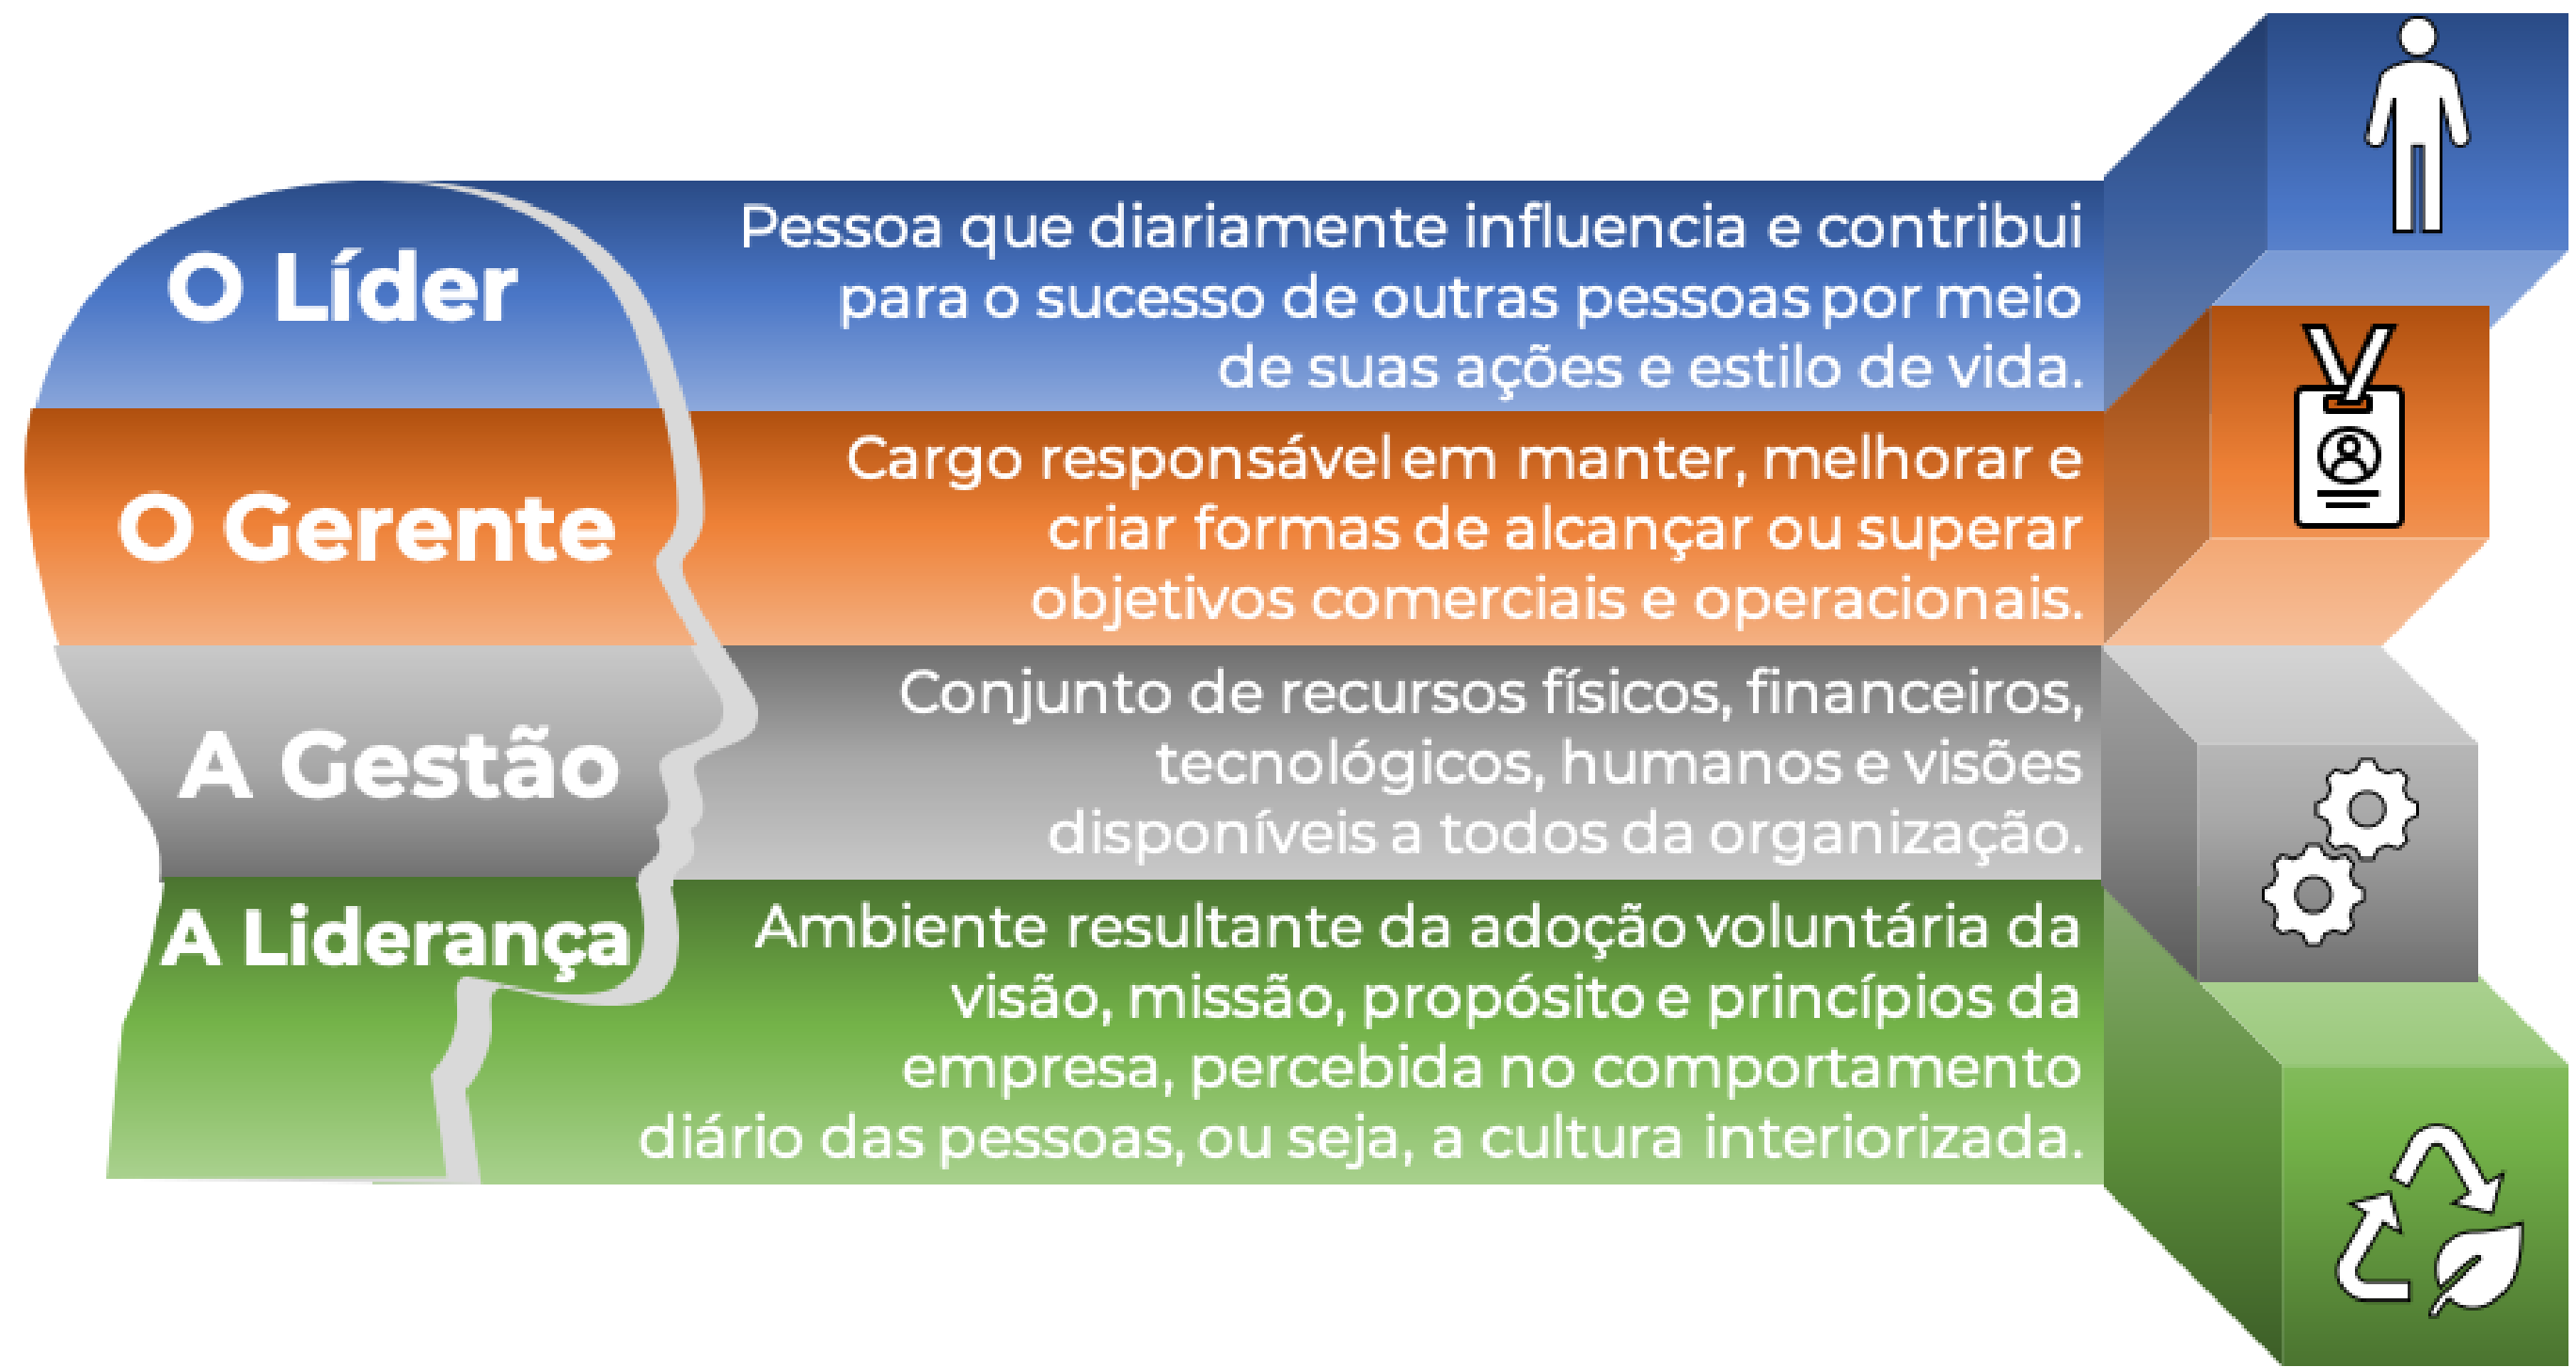 O Líder
Pessoa que diariamente influencia e contribui
para o sucesso de outras pessoas por meio
de suas ações e estilo de vida.
O Gerente
Cargo responsável em manter, melhorar e
criar formas de alcançar ou superar
objetivos comerciais e operacionais.
A Gestão
Conjunto de recursos físicos, financeiros,
tecnológicos, humanos e visões
disponíveis a todos da organização.
A Liderança
Ambiente resultante da adoção voluntária da
visão, missão, propósito e princípios da
empresa, percebida no comportamento
diário das pessoas, ou seja, a cultura interiorizada.